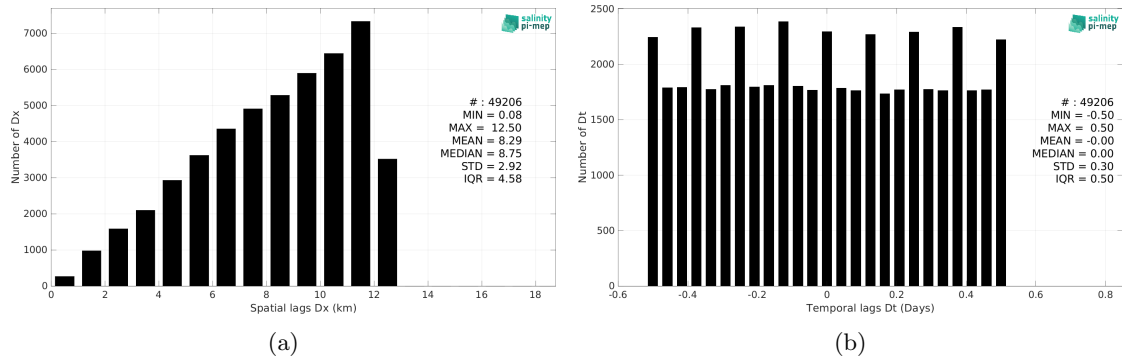 salinity
pi-mep
7000
6000
5000
4000
3000
2000
1000
0
Number of Dx
# : 49206
MIN = 0.08
MAX = 12.50
MEAN = 8.29
MEDIAN = 8.75
STD = 2.92
IQR = 4.58
0 2 4 6 8 10 12 14 16 18
Spatial lags Dx (km)
(a)
salinity
pi-mep
2500
2000
1500
1000
500
0
Number of Dt
# : 49206
MIN = -0.50
MAX = 0.50
MEAN = -0.00
MEDIAN = 0.00
STD = 0.30
IQR = 0.50
-0.6 -0.4 -0.2 0 0.2 0.4 0.6 0.8
Temporal lags Dt (Days)
(b)